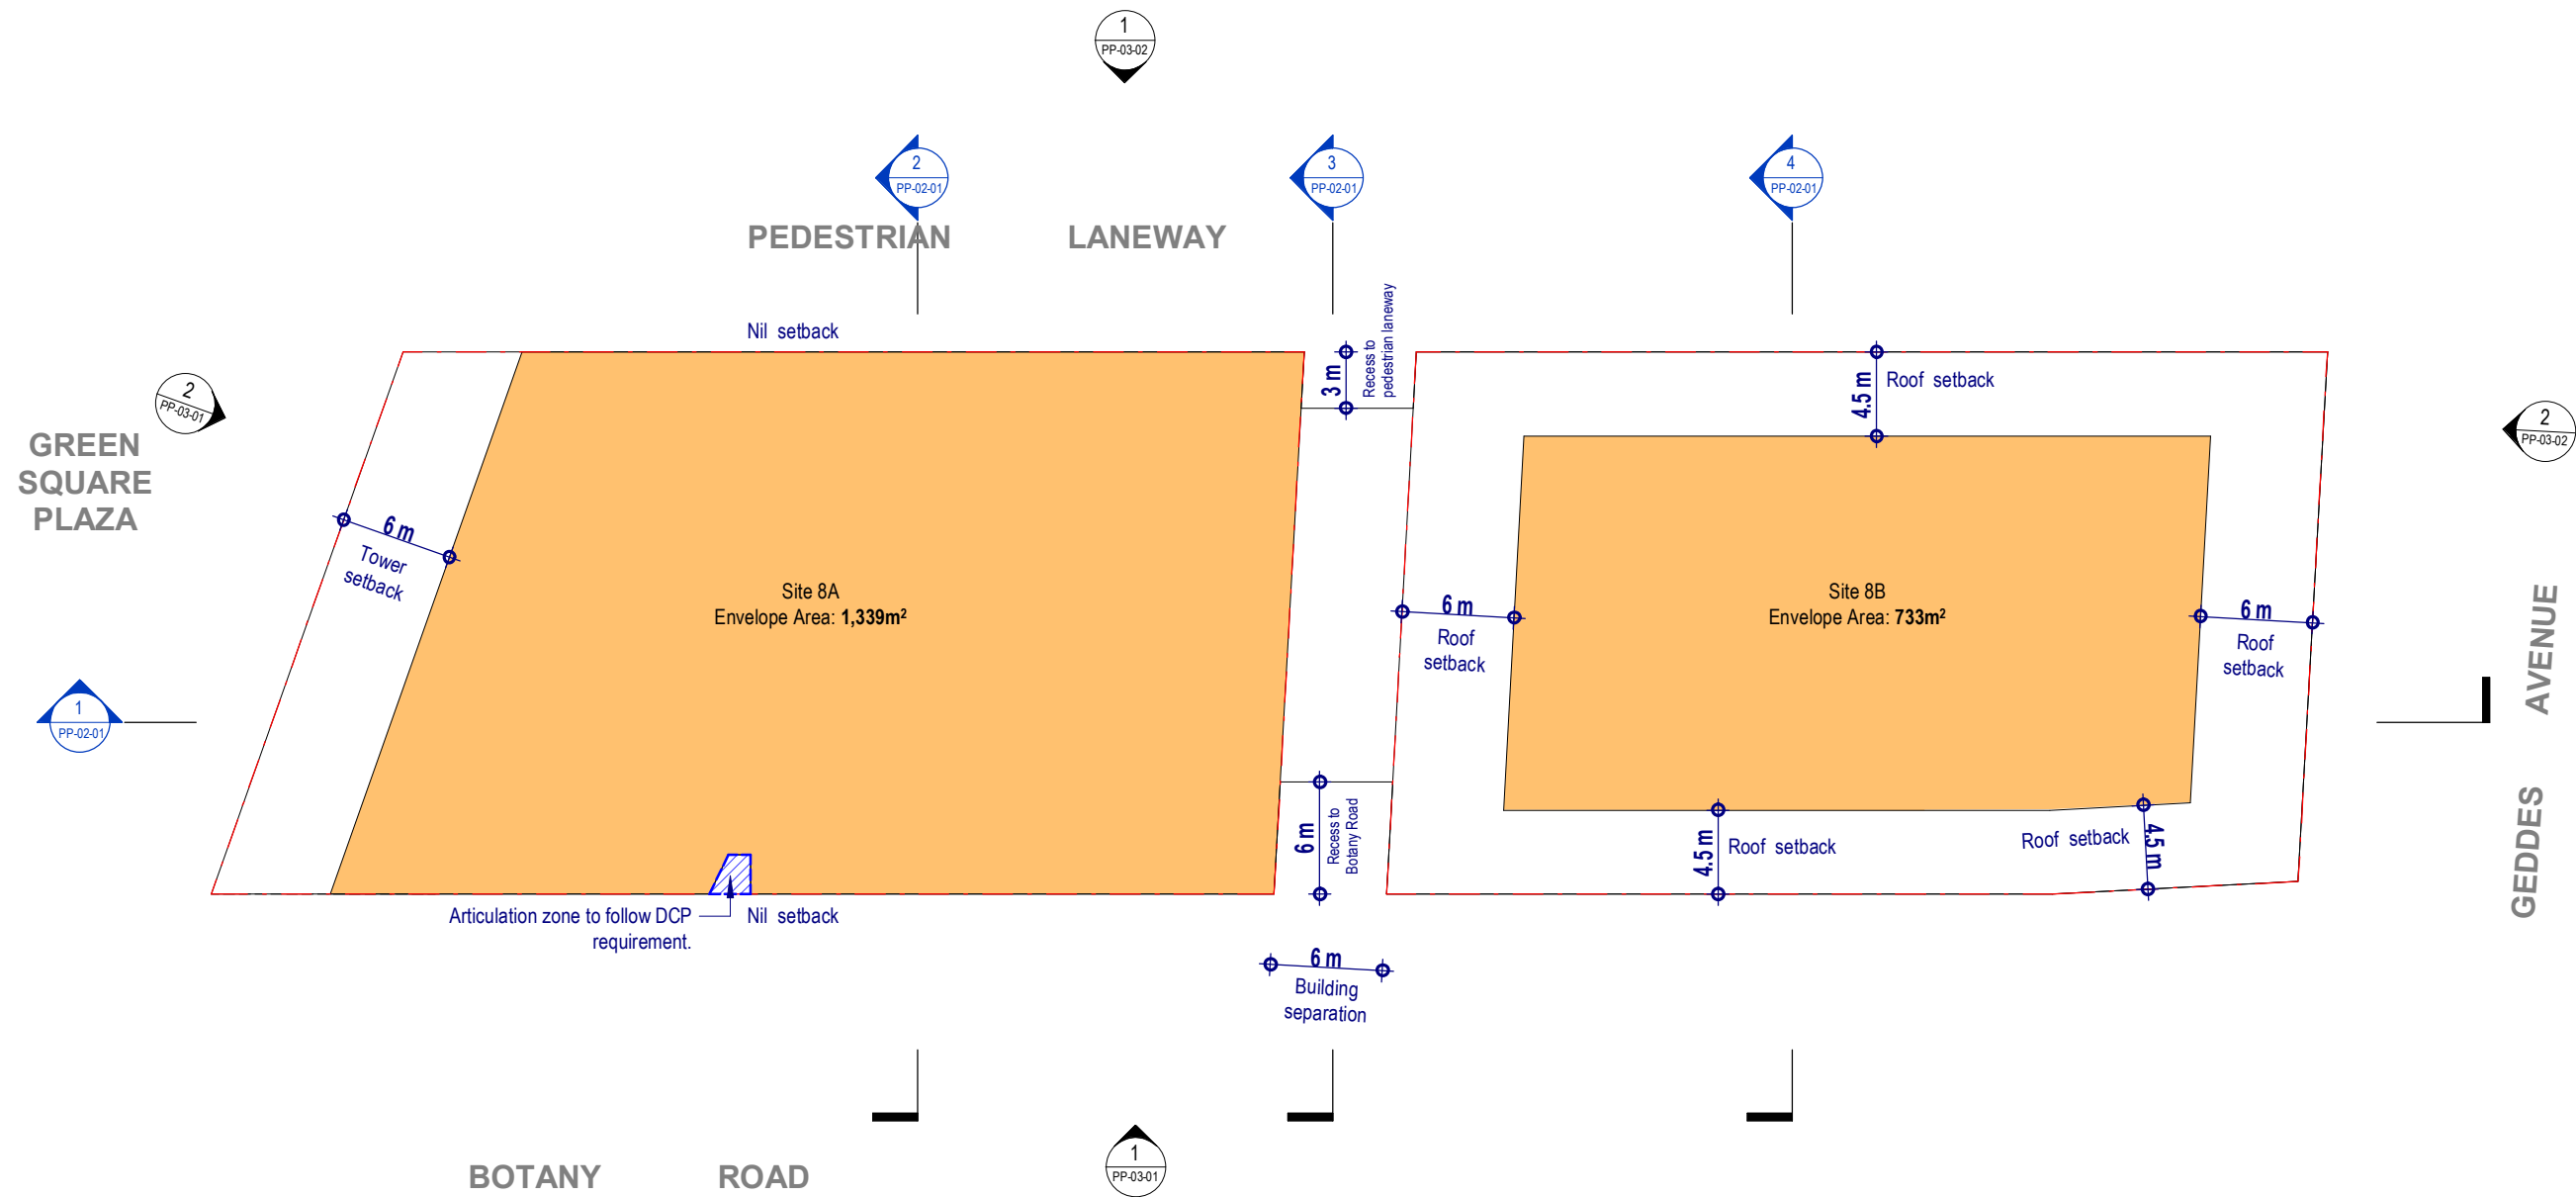 1
PP-03-02
2
PP-02-01
3
PP-02-01
4
PP-02-01
PEDESTRIAN LANEWAY
Nil setback
Recess to
pedestrian laneway
3 m
4.5 m
Roof setback
2
PP-03-01
2
PP-03-02
GREEN
SQUARE
PLAZA
6 m
Tower
setback
Site 8A
Envelope Area: 1,339m²
6 m
Roof
setback
Site 8B
Envelope Area: 733m²
6 m
Roof
setback
GEDDES AVENUE
1
PP-02-01
6 m
Recess to
Botany Road
4.5 m
Roof setback
Roof setback
4.5 m
Articulation zone to follow DCP
requirement.
Nil setback
6 m
Building
separation
1
PP-03-01
BOTANY ROAD